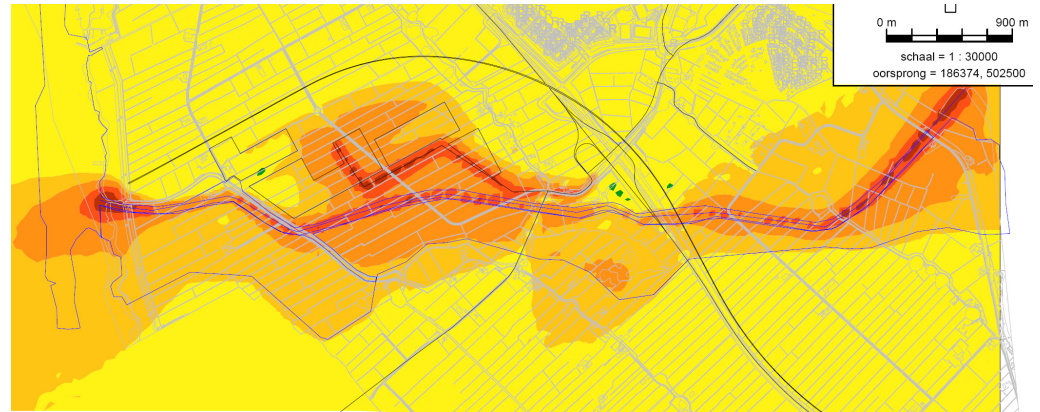 0 m 900 m
schaal = 1 : 30000
oorsprong = 186374, 502500